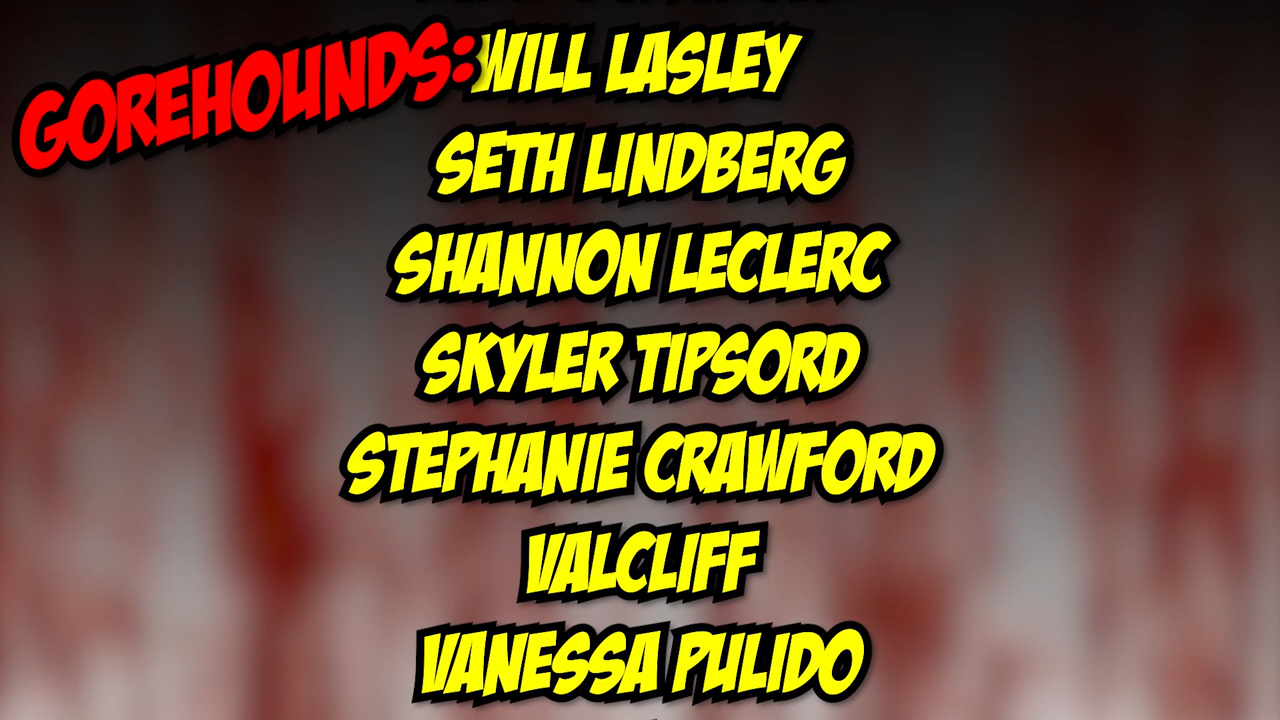 GOREHOUNDS:
WILL LASLEY
SETH LINDBERG
SHANNON LECLERC
SKYLER TIPSORD
STEPHANIE CRAWFORD
VALCLIFF
VANESSA PULIDO